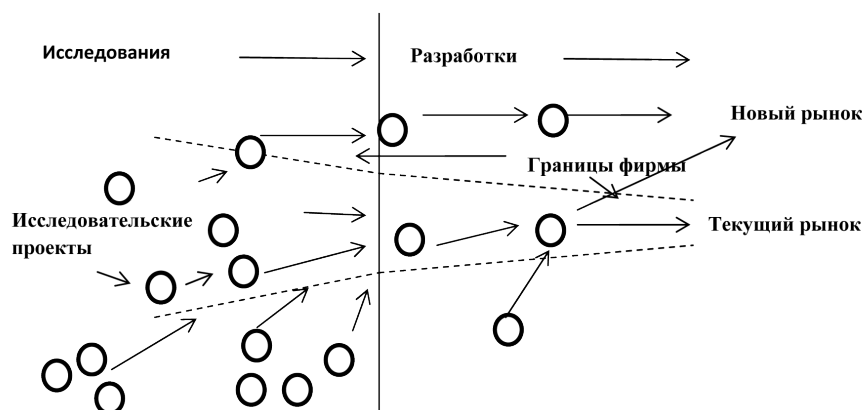 Исследования
Разработки
Новый рынок
Границы фирмы
Исследовательские
проекты
Текущий рынок